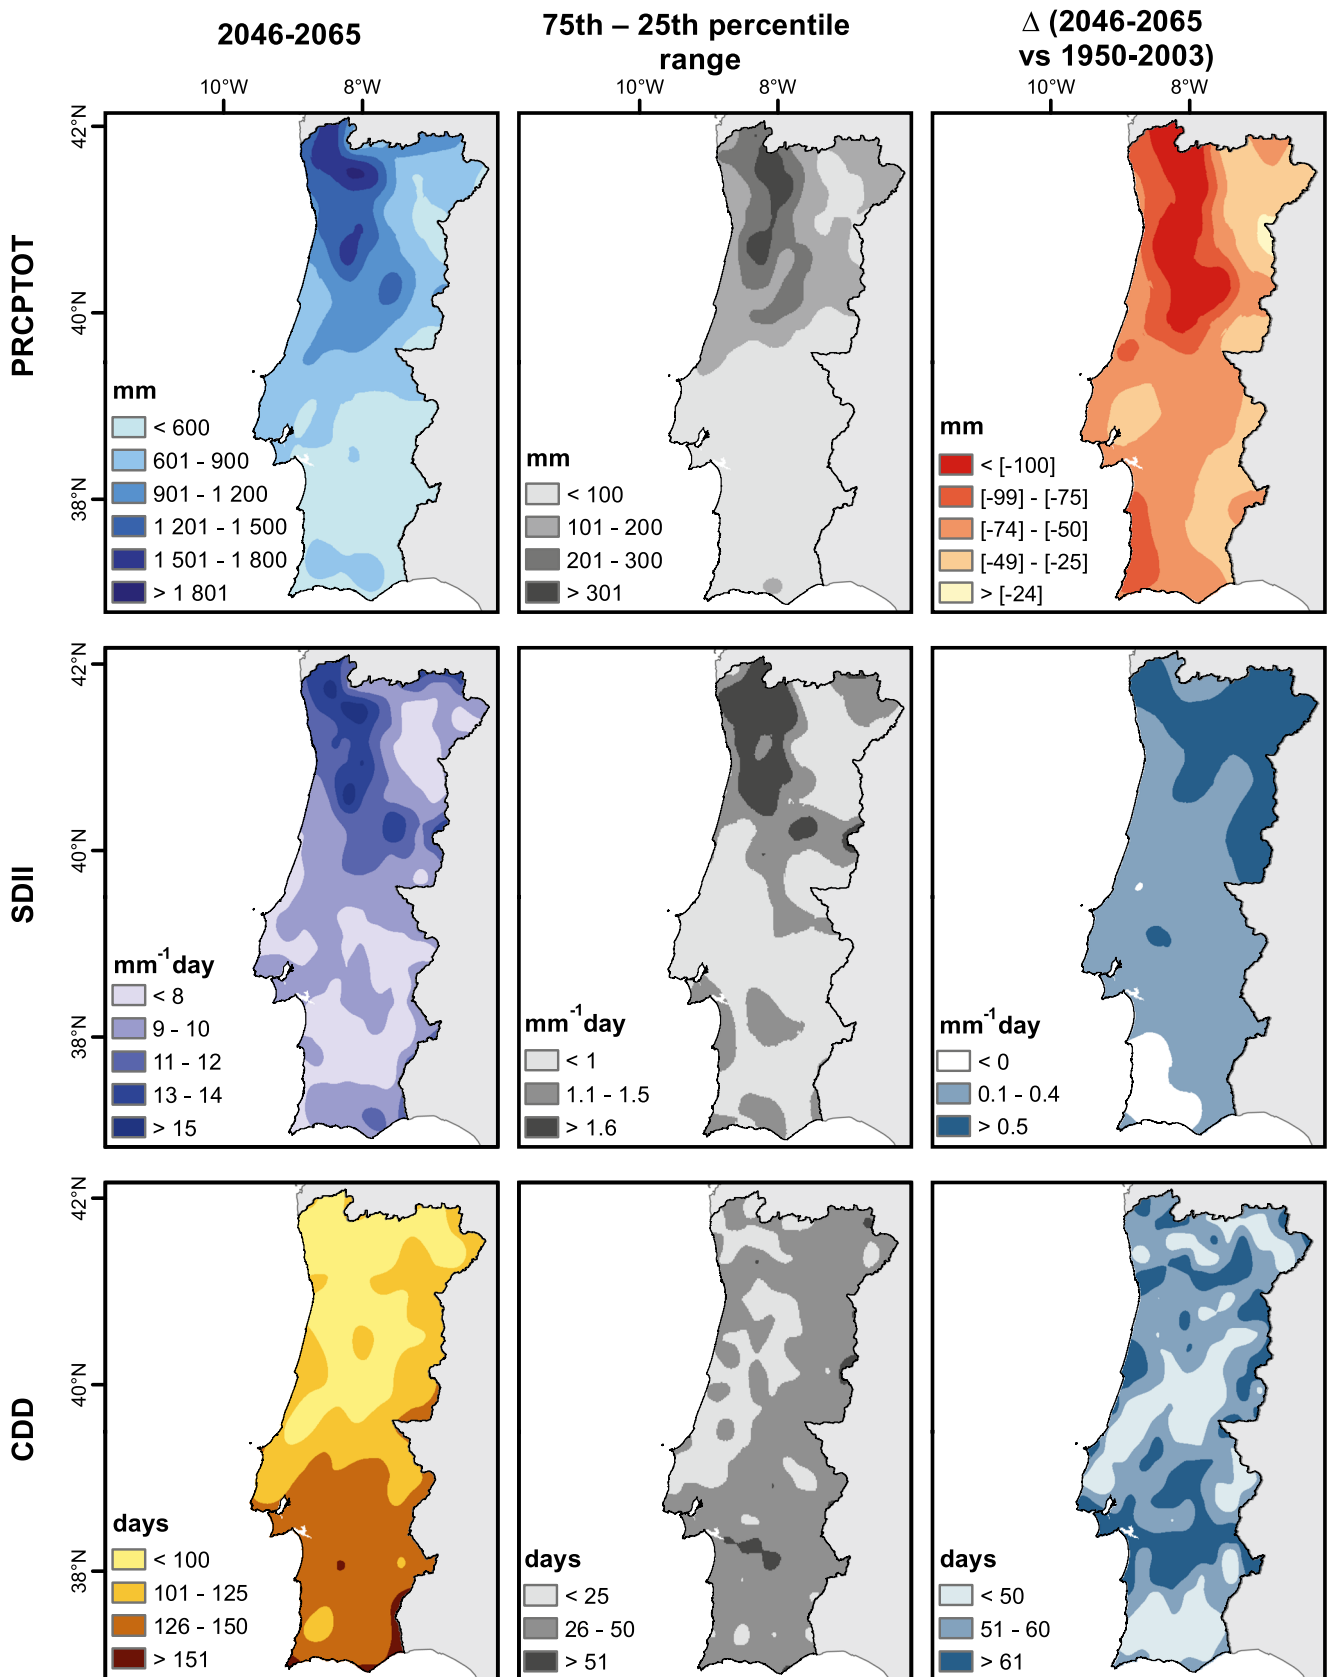 2046-2065
75th – 25th percentile
range
Δ (2046-2065
vs 1950-2003)
10°W
8°W
10°W
8°W
10°W
8°W
PRCPTOT
42°N
40°N
38°N
mm
< 600
601 - 900
901 - 1 200
1 201 - 1 500
1 501 - 1 800
> 1 801
mm
< 100
101 - 200
201 - 300
> 301
mm
< [-100]
[-99] - [-75]
[-74] - [-50]
[-49] - [-25]
> [-24]
SDII
42°N
40°N
38°N
mm⁻¹day
< 8
9 - 10
11 - 12
13 - 14
> 15
mm⁻¹day
< 1
1.1 - 1.5
> 1.6
mm⁻¹day
< 0
0.1 - 0.4
> 0.5
CDD
42°N
40°N
38°N
days
< 100
101 - 125
126 - 150
> 151
days
< 25
26 - 50
> 51
days
< 50
51 - 60
> 61